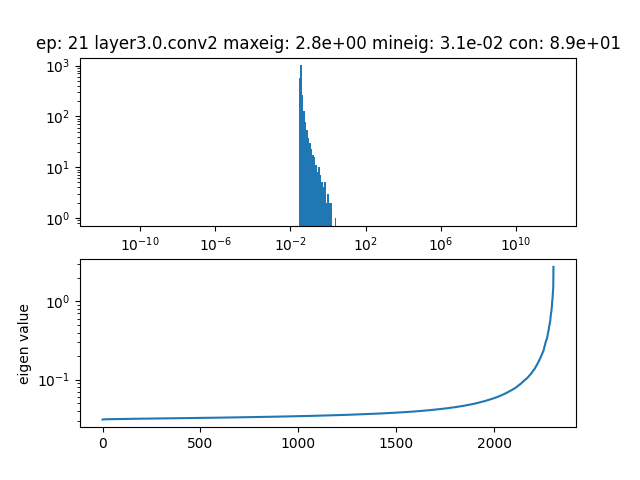 ep: 21 layer3.0.conv2 maxeig: 2.8e+00 mineig: 3.1e-02 con: 8.9e+01
10³
10²
10¹
10⁰
10⁻¹⁰ 10⁻⁶ 10⁻² 10² 10⁶ 10¹⁰
eigen value
10⁰
10⁻¹
0 500 1000 1500 2000